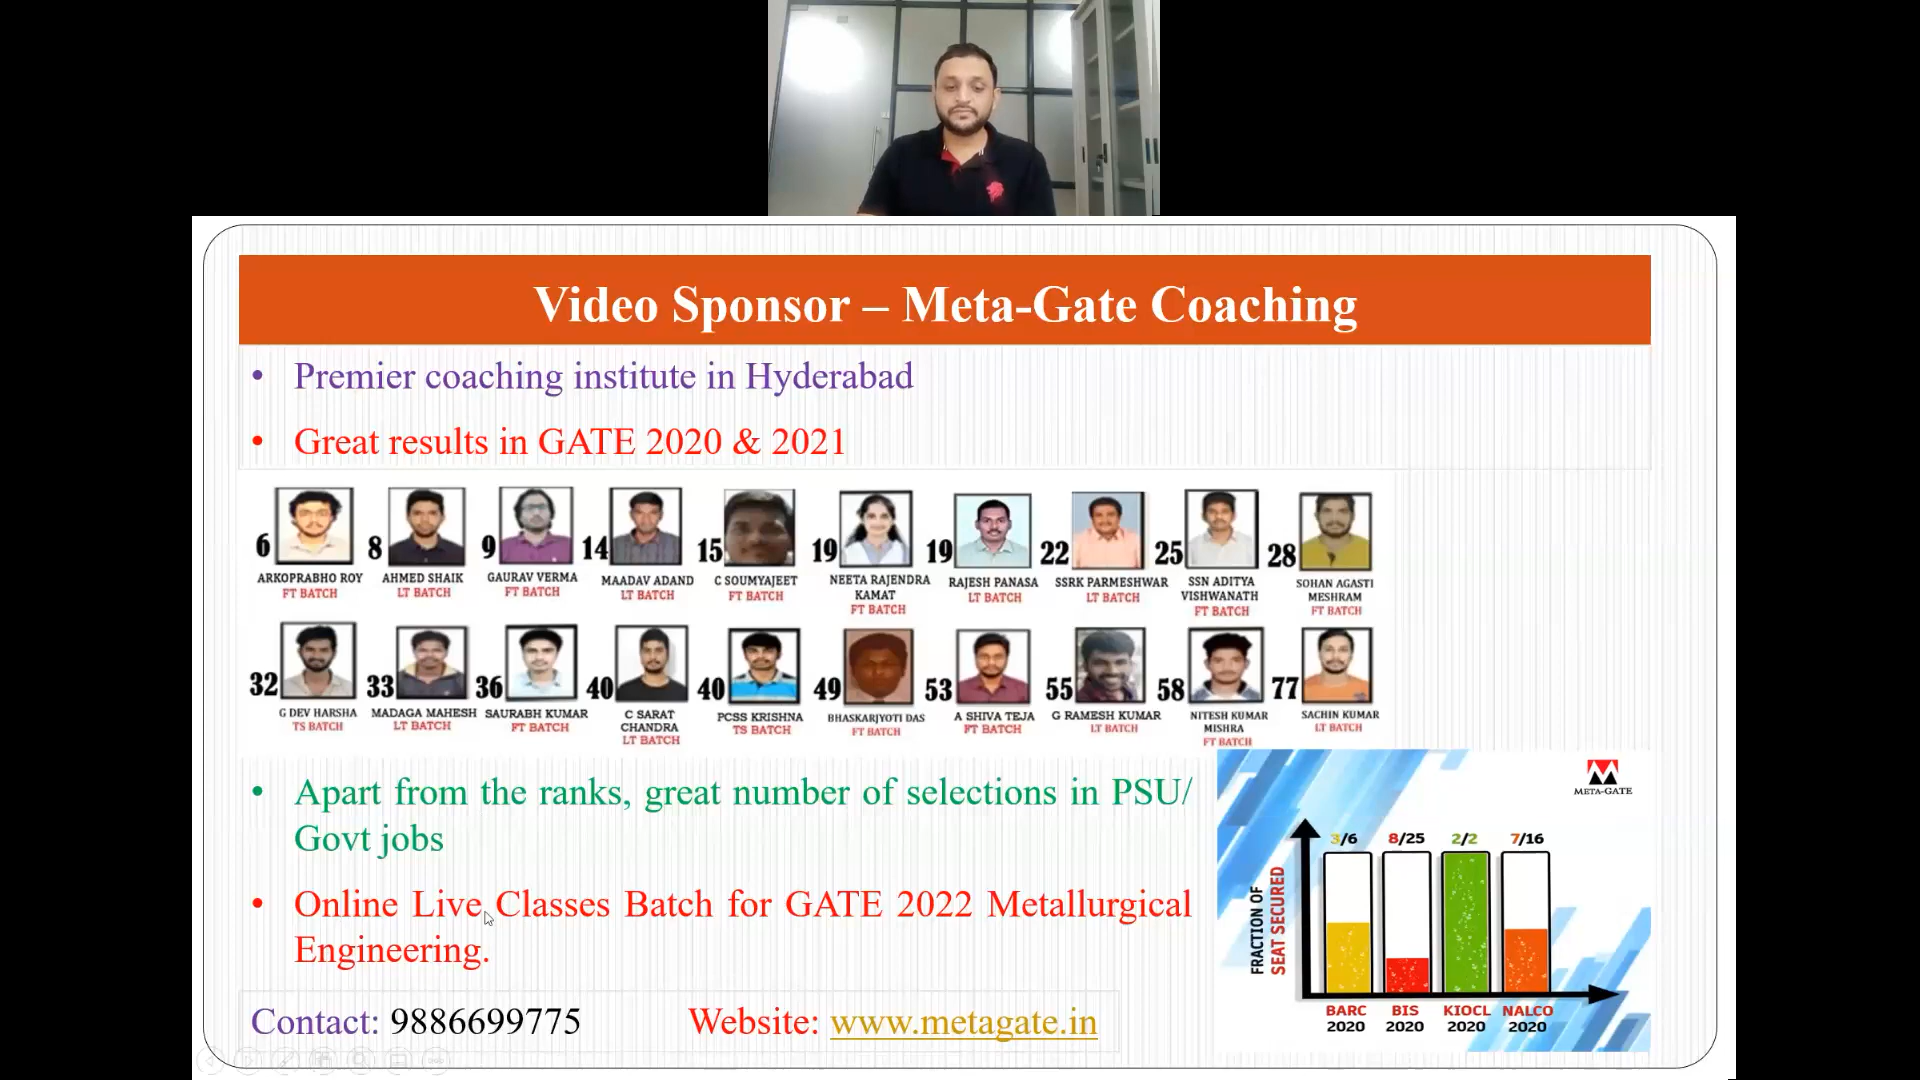 Video Sponsor – Meta-Gate Coaching
• Premier coaching institute in Hyderabad
• Great results in GATE 2020 & 2021
6 8 9 14 15 19 19 22 25 28
ARKOPRABHO ROY AHMED SHAIK GAURAV VERMA MAADAV ADAND C SOUMYAJEET NEETA RAJENDRA KAMAT RAJESH PANASA SSRK PARMESHWAR SSN ADITYA VISHWANATH SOHAN AGASTI MESHRAM
FT BATCH LT BATCH FT BATCH LT BATCH FT BATCH FT BATCH LT BATCH LT BATCH FT BATCH FT BATCH
32 33 36 40 40 49 53 55 58 77
G DEV HARSHA MADAGA MAHESH SAURABH KUMAR C SARAT CHANDRA PCSS KRISHNA BHASKARJYOTI DAS A SHIVA TEJA G RAMESH KUMAR NITESH KUMAR MISHRA SACHIN KUMAR
TS BATCH LT BATCH FT BATCH LT BATCH TS BATCH FT BATCH FT BATCH LT BATCH FT BATCH LT BATCH
• Apart from the ranks, great number of selections in PSU/
Govt jobs
• Online Live Classes Batch for GATE 2022 Metallurgical
Engineering.
Contact: 9886699775 Website: www.metagate.in
META-GATE
3/6 8/25 2/2 7/16
FRACTION OF
SEAT SECURED
BARC BIS KIOCL NALCO
2020 2020 2020 2020